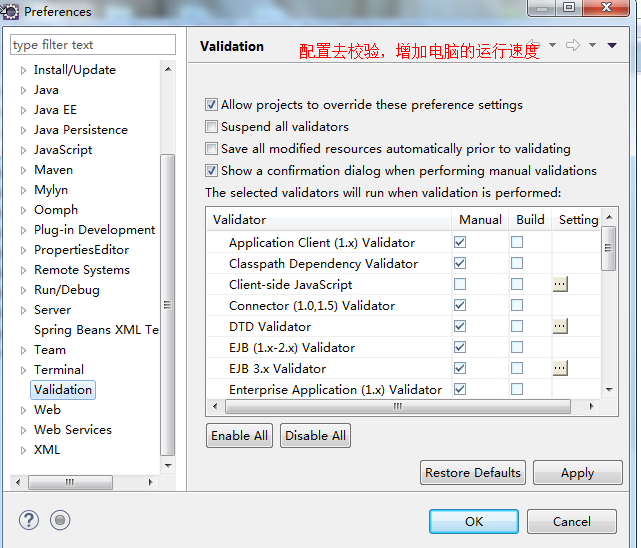 Preferences
type filter text
Install/Update
Java
Java EE
Java Persistence
JavaScript
Maven
Mylyn
Oomph
Plug-in Development
PropertiesEditor
Remote Systems
Run/Debug
Server
Spring Beans XML Te
Team
Terminal
Validation
Web
Web Services
XML
Validation
配置去校验，增加电脑的运行速度
Allow projects to override these preference settings
Suspend all validators
Save all modified resources automatically prior to validating
Show a confirmation dialog when performing manual validations
The selected validators will run when validation is performed:
Validator Manual Build Setting
Application Client (1.x) Validator
Classpath Dependency Validator
Client-side JavaScript
Connector (1.0,1.5) Validator
DTD Validator
EJB (1.x-2.x) Validator
EJB 3.x Validator
Enterprise Application (1.x) Validator
Enable All Disable All
Restore Defaults Apply
OK Cancel